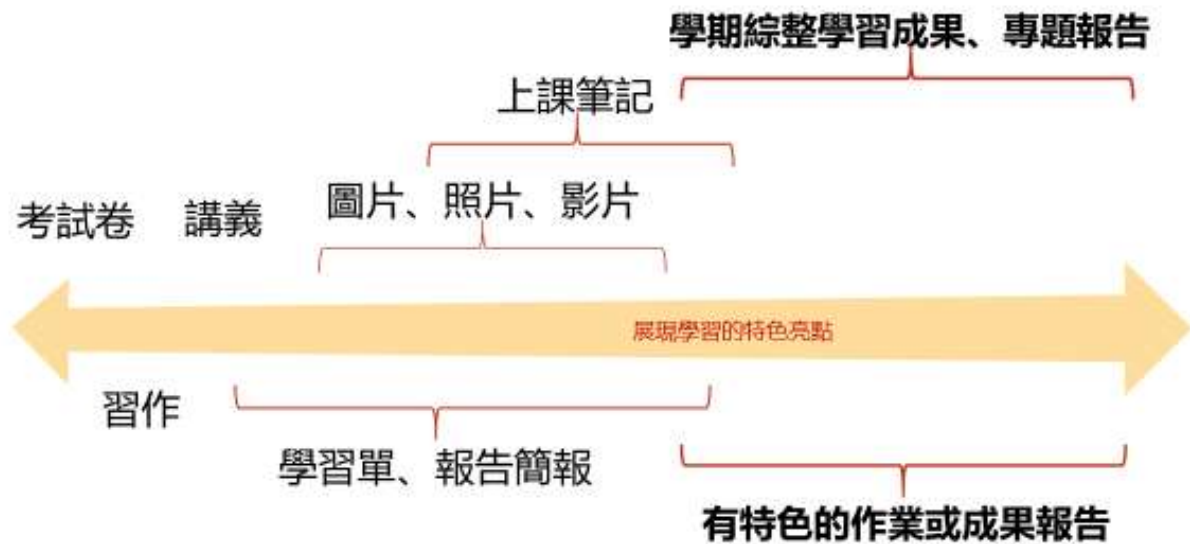 學期綜整學習成果、專題報告
上課筆記
圖片、照片、影片
考試卷 講義
展現學習的特色亮點
習作
學習單、報告簡報
有特色的作業或成果報告